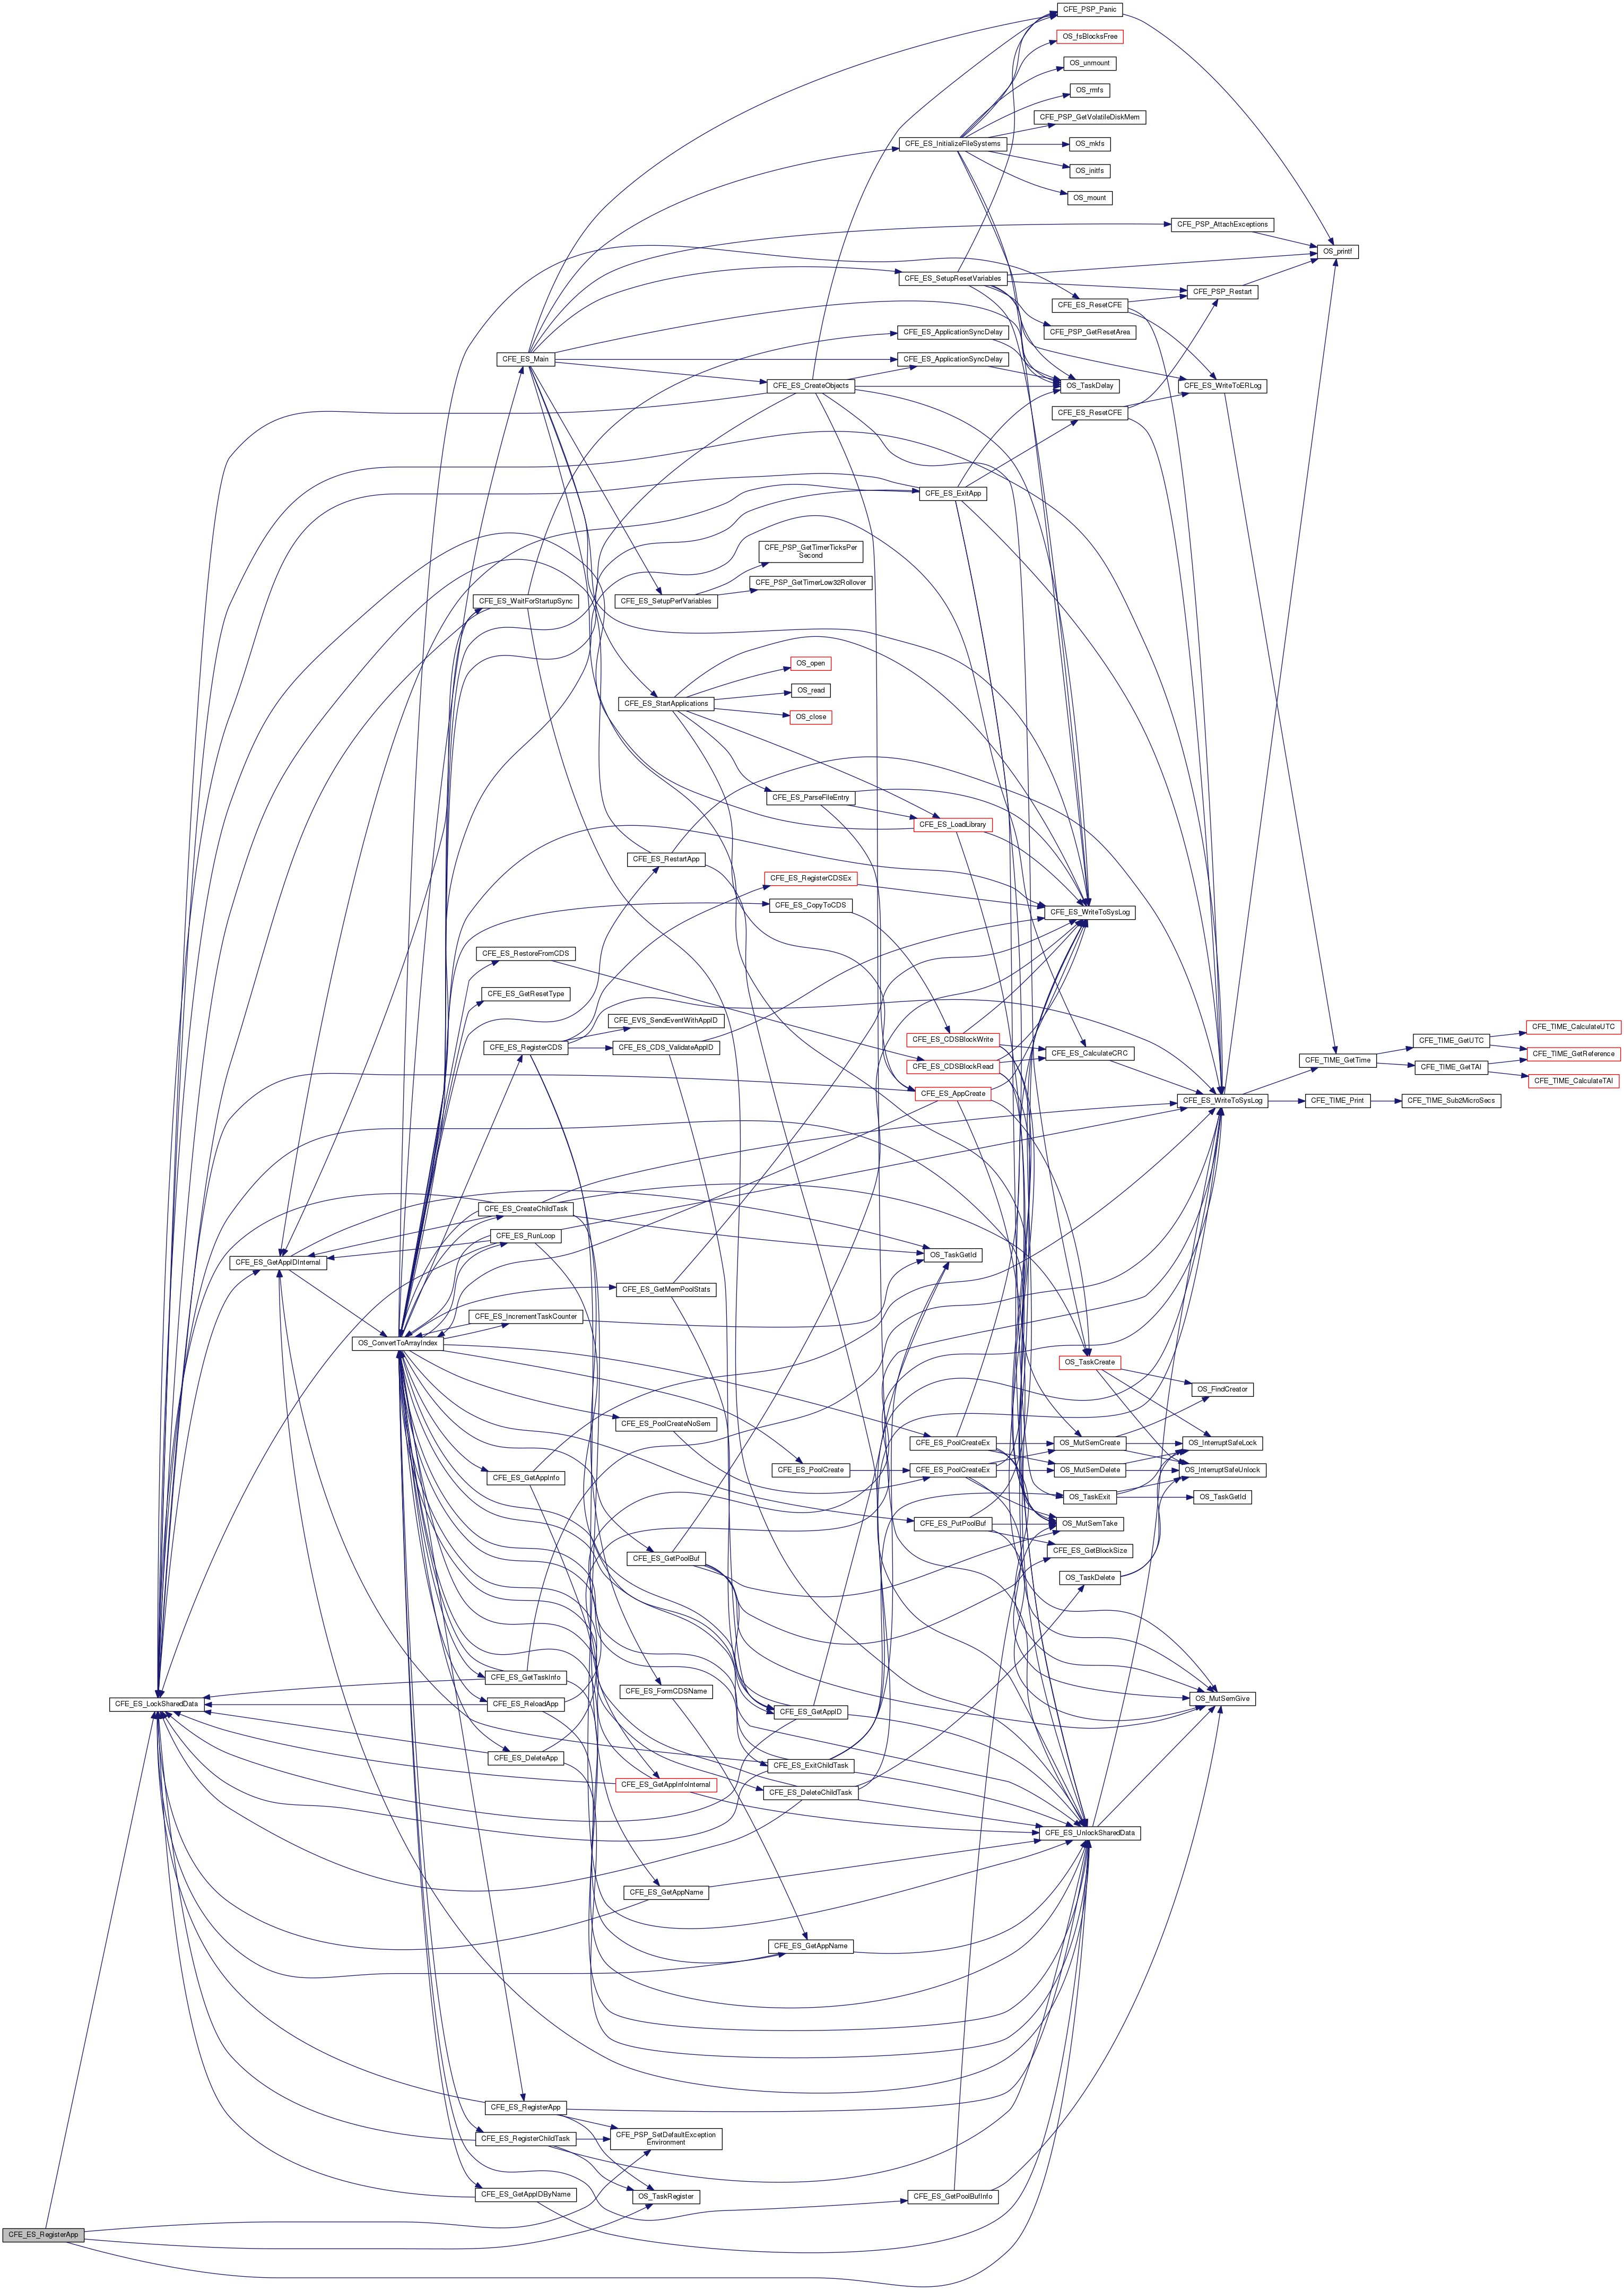 CFE_PSP_Panic
OS_fsBlocksFree
OS_unmount
OS_rmfs
CFE_PSP_GetVolatileDiskMem
CFE_ES_InitializeFileSystems
OS_mkfs
OS_initfs
OS_mount
CFE_PSP_AttachExceptions
OS_printf
CFE_ES_SetupResetVariables
CFE_PSP_Restart
CFE_ES_ResetCFE
CFE_ES_ApplicationSyncDelay
CFE_PSP_GetResetArea
CFE_ES_Main
CFE_ES_ApplicationSyncDelay
CFE_ES_CreateObjects
OS_TaskDelay
CFE_ES_WriteToERLog
CFE_ES_ResetCFE
CFE_ES_ExitApp
CFE_PSP_GetTimerTicksPer
Second
CFE_PSP_GetTimerLow32Rollover
CFE_ES_WaitForStartupSync
CFE_ES_SetupPerfVariables
OS_open
OS_read
CFE_ES_StartApplications
OS_close
CFE_ES_ParseFileEntry
CFE_ES_LoadLibrary
CFE_ES_RestartApp
CFE_ES_RegisterCDSEx
CFE_ES_CopyToCDS
CFE_ES_WriteToSysLog
CFE_ES_RestoreFromCDS
CFE_ES_GetResetType
CFE_EVS_SendEventWithAppID
CFE_ES_RegisterCDS
CFE_ES_CDS_ValidateAppID
CFE_ES_CDSBlockWrite
CFE_ES_CalculateCRC
CFE_ES_CDSBlockRead
CFE_ES_AppCreate
CFE_TIME_CalculateUTC
CFE_TIME_GetUTC
CFE_TIME_GetReference
CFE_TIME_GetTime
CFE_TIME_GetTAI
CFE_TIME_CalculateTAI
CFE_ES_WriteToSysLog
CFE_TIME_Print
CFE_TIME_Sub2MicroSecs
CFE_ES_CreateChildTask
CFE_ES_RunLoop
OS_TaskGetId
CFE_ES_GetAppIDInternal
CFE_ES_GetMemPoolStats
CFE_ES_IncrementTaskCounter
OS_ConvertToArrayIndex
OS_TaskCreate
OS_FindCreator
CFE_ES_PoolCreateNoSem
CFE_ES_PoolCreateEx
OS_MutSemCreate
OS_InterruptSafeLock
CFE_ES_GetAppInfo
CFE_ES_PoolCreate
CFE_ES_PoolCreateEx
OS_MutSemDelete
OS_InterruptSafeUnlock
OS_TaskExit
OS_TaskGetId
CFE_ES_PutPoolBuf
OS_MutSemTake
CFE_ES_GetPoolBuf
CFE_ES_GetBlockSize
OS_TaskDelete
CFE_ES_GetTaskInfo
CFE_ES_FormCDSName
CFE_ES_LockSharedData
CFE_ES_ReloadApp
OS_MutSemGive
CFE_ES_GetAppID
CFE_ES_DeleteApp
CFE_ES_ExitChildTask
CFE_ES_GetAppInfoInternal
CFE_ES_DeleteChildTask
CFE_ES_UnlockSharedData
CFE_ES_GetAppName
CFE_ES_GetAppName
CFE_ES_RegisterApp
CFE_ES_RegisterChildTask
CFE_PSP_SetDefaultException
Environment
CFE_ES_GetAppIDByName
OS_TaskRegister
CFE_ES_GetPoolBufInfo
CFE_ES_RegisterApp